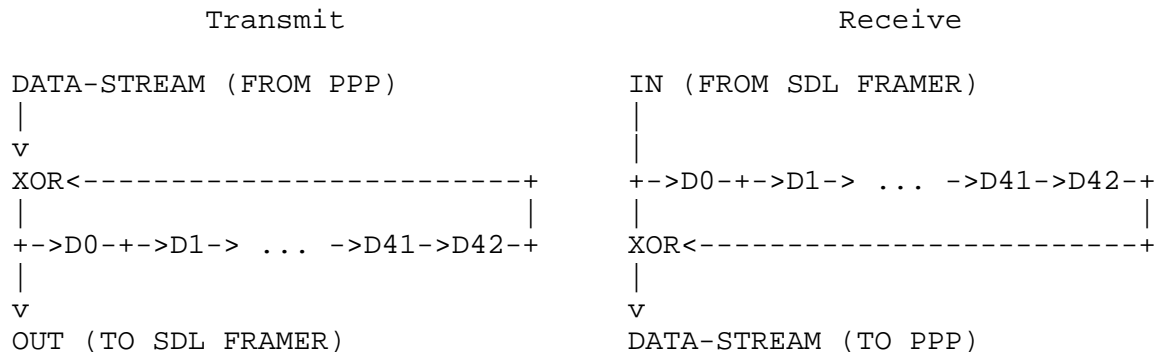 Transmit                              Receive

DATA-STREAM (FROM PPP)             IN (FROM SDL FRAMER)
|                                  |
v                                  |
XOR<-------------------------+     +->D0-+->D1-> ... ->D41->D42-+
|                            |     |                            |
+->D0-+->D1-> ... ->D41->D42-+     XOR<-------------------------+
|                                  |
v                                  v
OUT (TO SDL FRAMER)                DATA-STREAM (TO PPP)